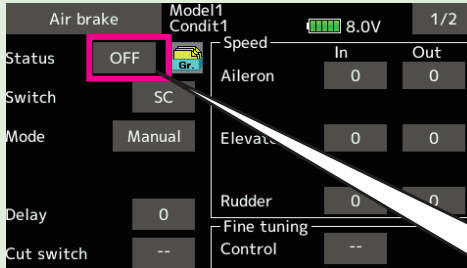 Air brake Model1 Condit1 8.0V 1/2
Speed
In Out
Status OFF Gr.
Aileron 0 0
Switch SC
Mode Manual Elevat 0 0
Rudder 0 0
Delay 0
Fine tuning
Cut switch -- Control --